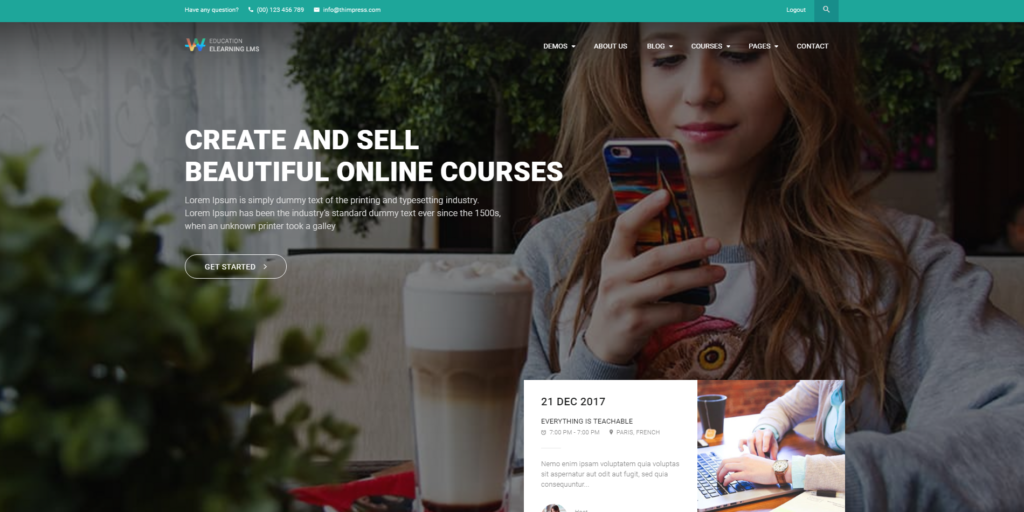 Have any question? (00) 123 456 789 info@thimpress.com Logout
EDUCATION
ELEARNING LMS
DEMOS ABOUT US BLOG COURSES PAGES CONTACT
CREATE AND SELL
BEAUTIFUL ONLINE COURSES
Lorem Ipsum is simply dummy text of the printing and typesetting industry.
Lorem Ipsum has been the industry's standard dummy text ever since the 1500s,
when an unknown printer took a galley
GET STARTED
21 DEC 2017
EVERYTHING IS TEACHABLE
7:00 PM - 7:00 PM PARIS, FRENCH
Nemo enim ipsam voluptatem quia voluptas
sit aspernatur aut odit aut fugit, sed quia
consequuntur...